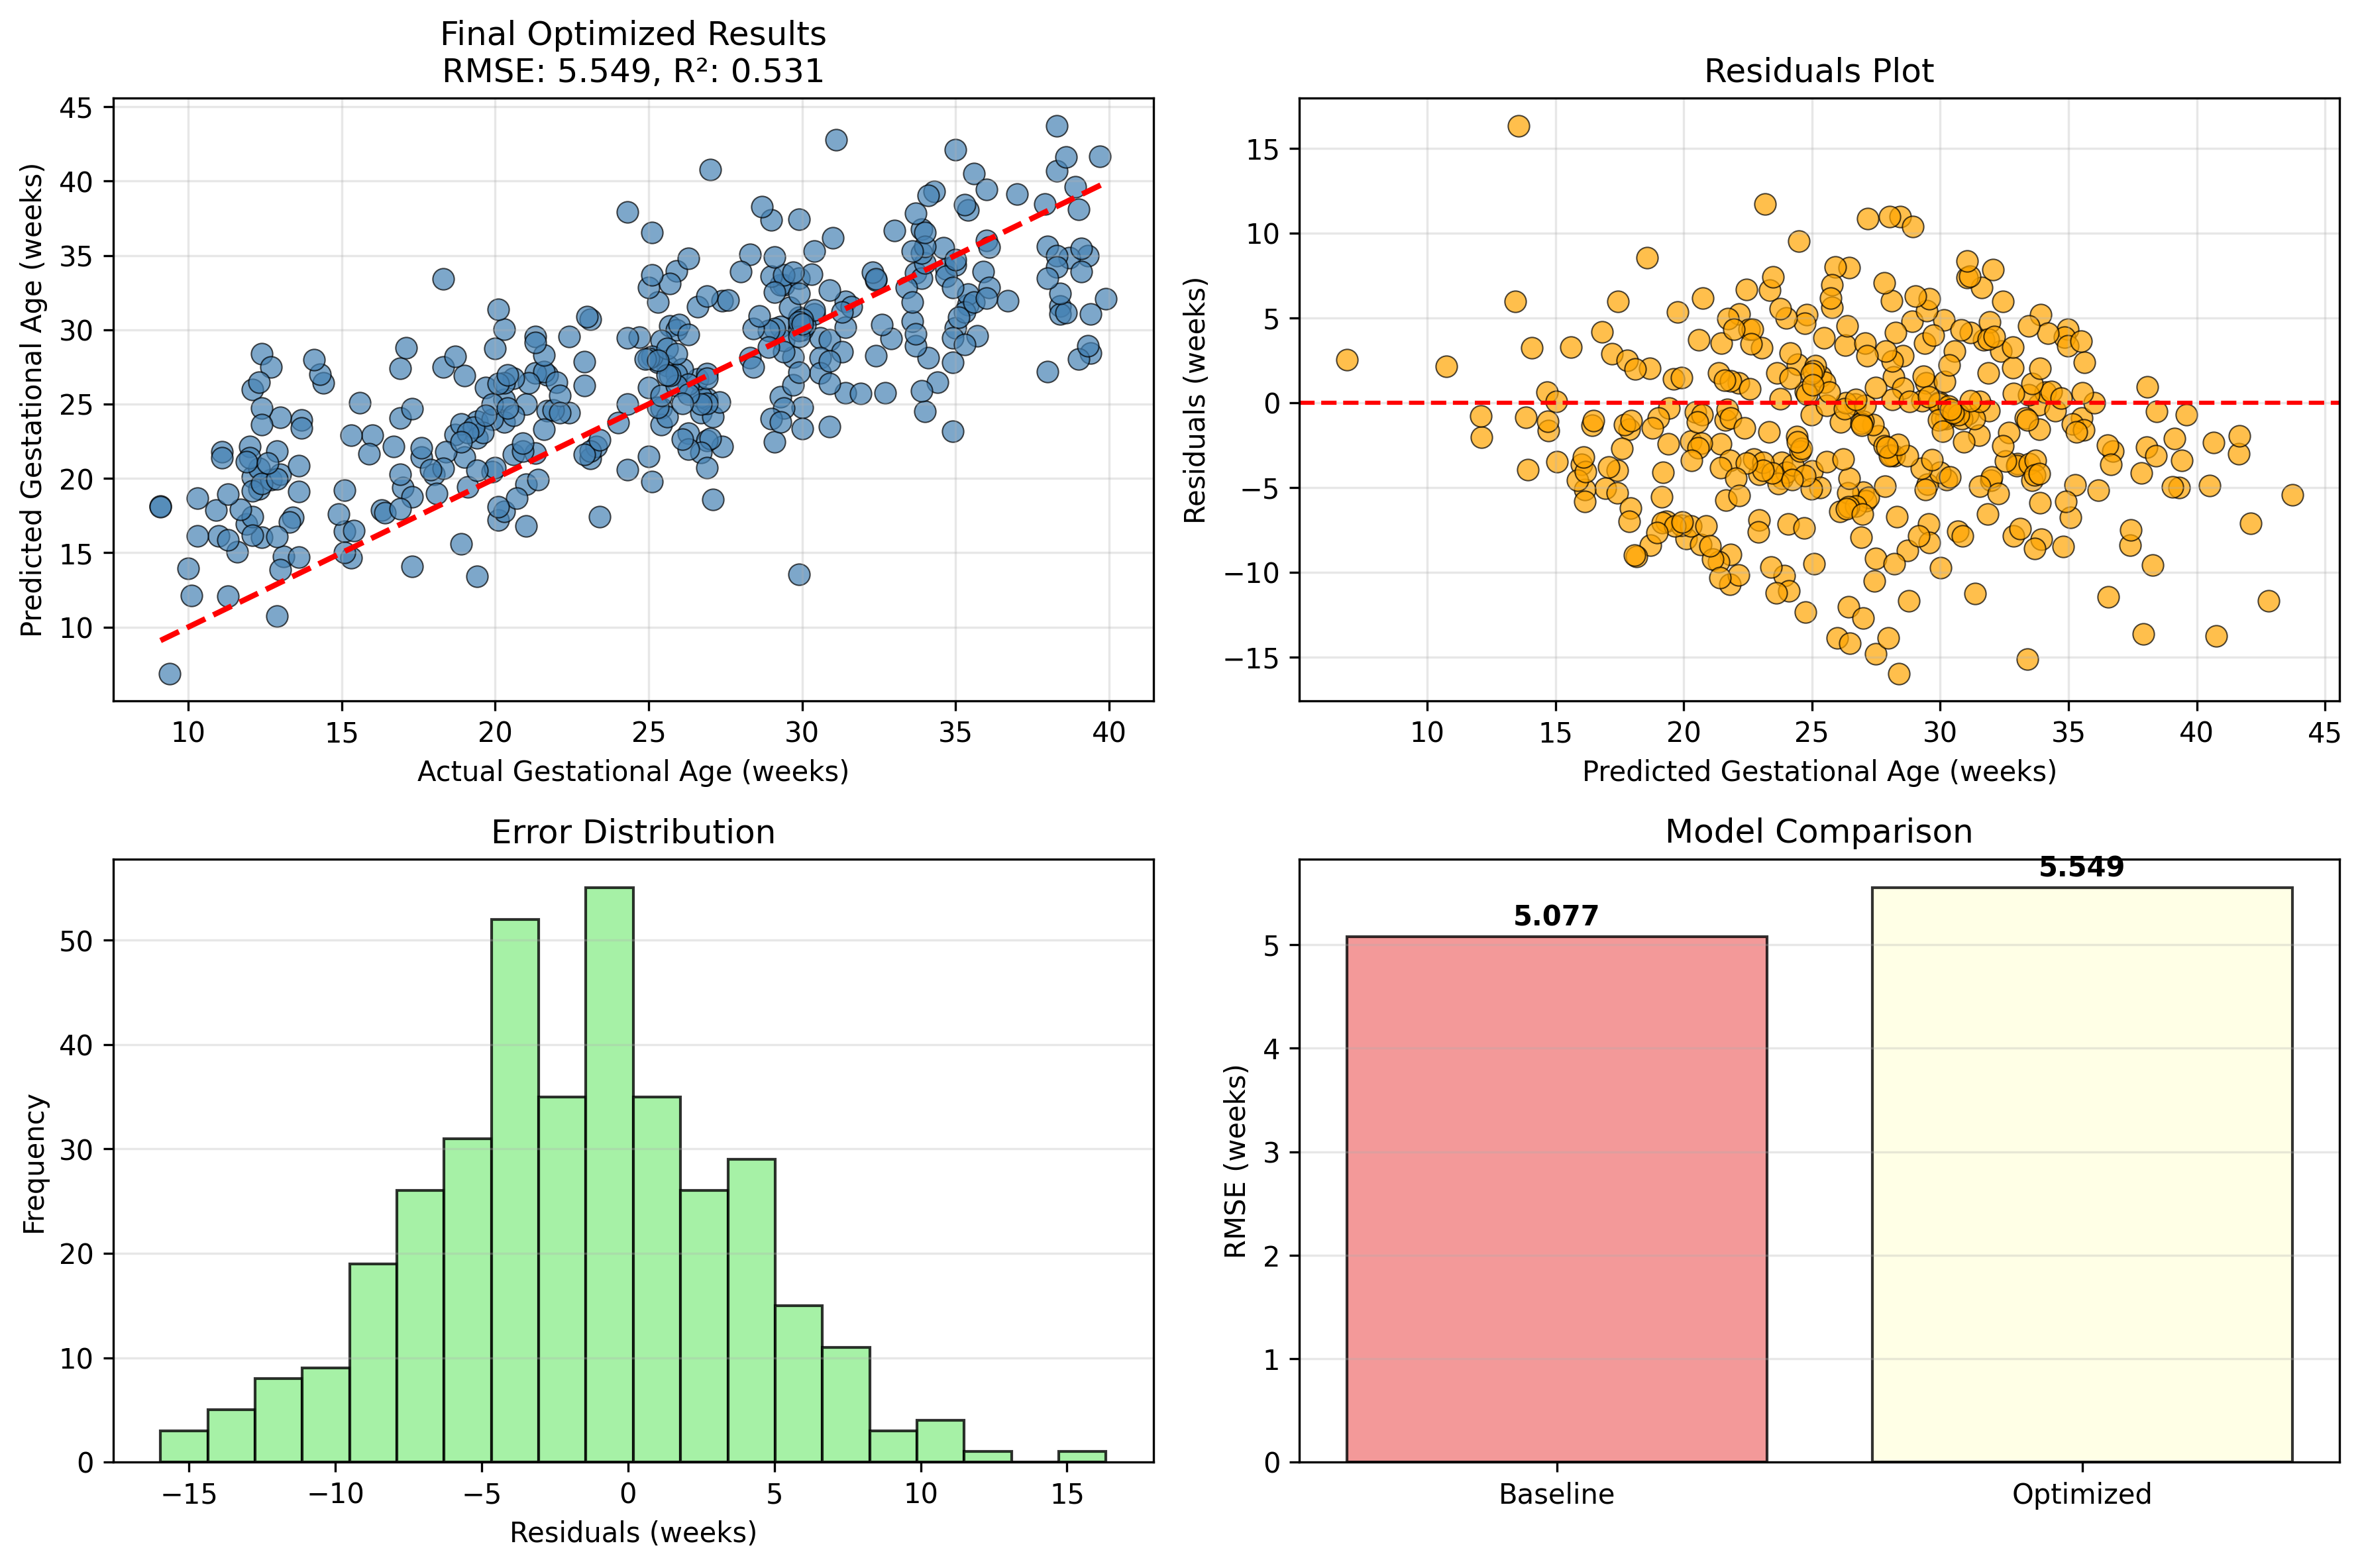 Final Optimized Results
RMSE: 5.549, R²: 0.531
45
40
35
30
25
20
15
10
Predicted Gestational Age (weeks)
10 15 20 25 30 35 40
Actual Gestational Age (weeks)
Residuals Plot
15
10
5
0
−5
−10
−15
Residuals (weeks)
10 15 20 25 30 35 40 45
Predicted Gestational Age (weeks)
Error Distribution
50
40
30
20
10
0
Frequency
−15 −10 −5 0 5 10 15
Residuals (weeks)
Model Comparison
5.077
5.549
5
4
3
2
1
0
RMSE (weeks)
Baseline Optimized